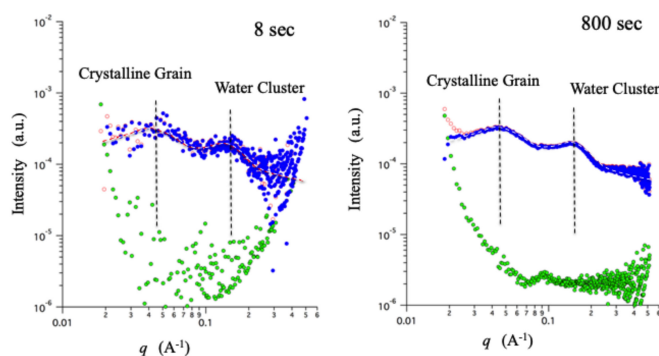 8 sec
10⁻²
10⁻³
10⁻⁴
10⁻⁵
10⁻⁶
Intensity (a.u.)
Crystalline Grain
Water Cluster
0.01 2 3 4 5 6 7 8 9 0.1 2 3 4 5 6
q (A⁻¹)
800 sec
10⁻²
10⁻³
10⁻⁴
10⁻⁵
10⁻⁶
Intensity (a.u.)
Crystalline Grain
Water Cluster
0.01 2 3 4 5 6 7 8 9 0.1 2 3 4 5 6
q (A⁻¹)